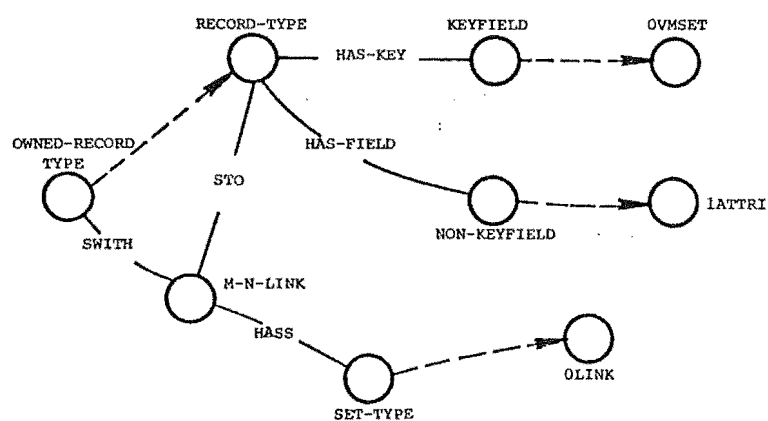 RECORD-TYPE
KEYFIELD
OVMSET
HAS-KEY
OWNED-RECORD
TYPE
HAS-FIELD
STO
1ATTRI
NON-KEYFIELD
SWITH
M-N-LINK
HASS
OLINK
SET-TYPE